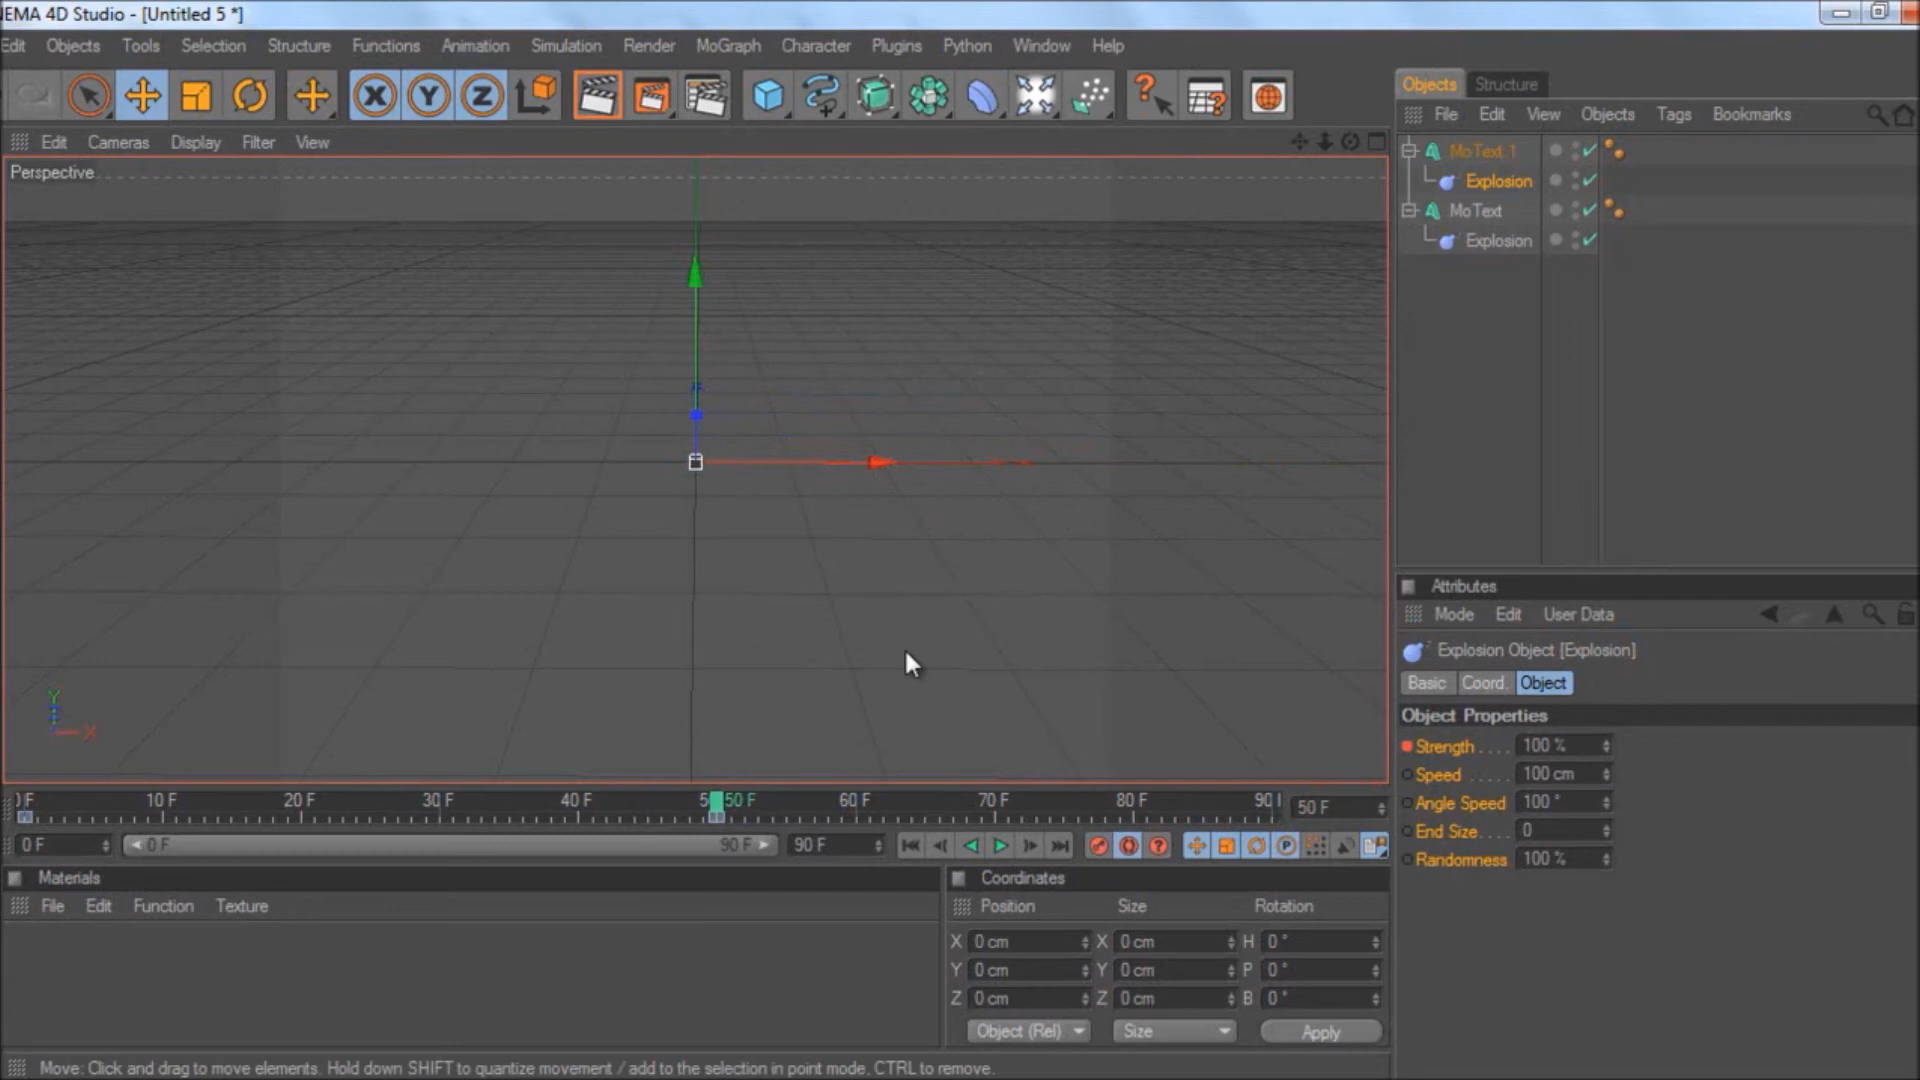 NEMA 4D Studio - [Untitled 5 *]
Edit Objects Tools Selection Structure Functions Animation Simulation Render MoGraph Character Plugins Python Window Help
X Y Z
Objects Structure
File Edit View Objects Tags Bookmarks
Edit Cameras Display Filter View
Perspective
MoText.1
Explosion
MoText
Explosion
Y
X
Attributes
Mode Edit User Data
Explosion Object [Explosion]
Basic Coord. Object
Object Properties
Strength 100 %
Speed 100 cm
Angle Speed 100 °
End Size 0
Randomness 100 %
10 F 20 F 30 F 40 F 50 F 60 F 70 F 80 F 90 50 F
0 F 0 F 90 F 90 F
Materials
File Edit Function Texture
Coordinates
Position Size Rotation
X 0 cm X 0 cm H 0 °
Y 0 cm Y 0 cm P 0 °
Z 0 cm Z 0 cm B 0 °
Object (Rel) Size Apply
Move: Click and drag to move elements. Hold down SHIFT to quantize movement / add to the selection in point mode, CTRL to remove.